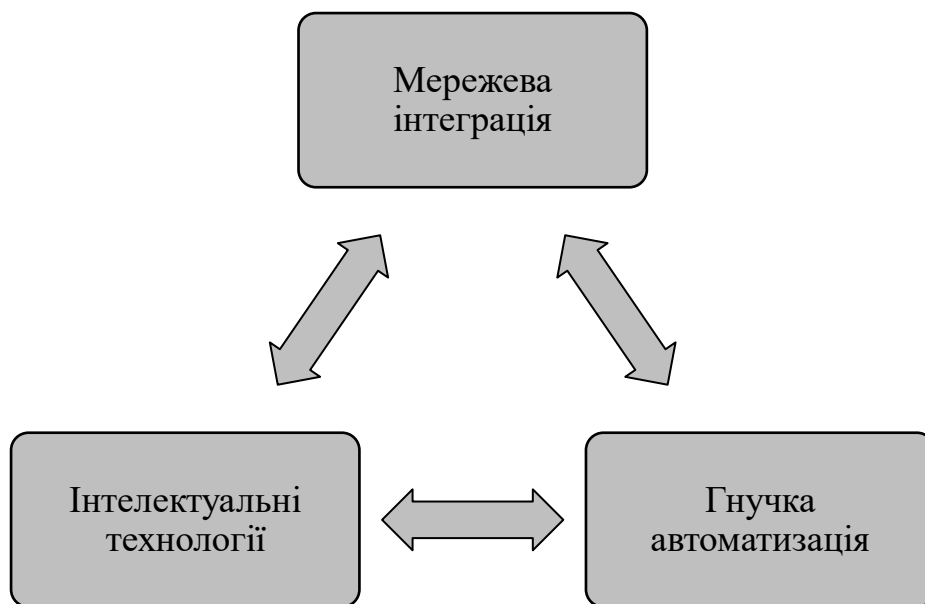 Мережева
інтеграція
Інтелектуальні
технології
Гнучка
автоматизація